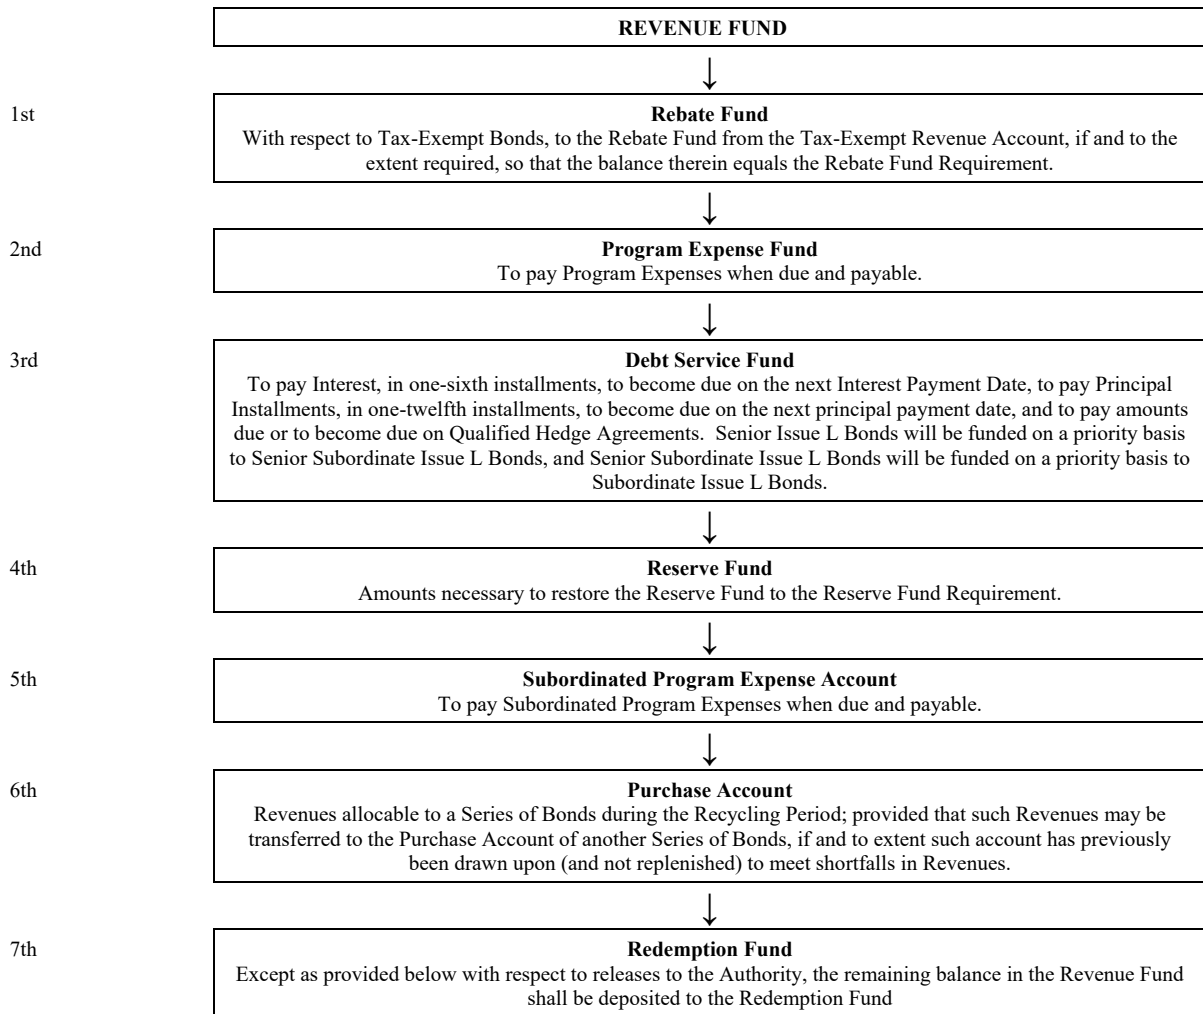 REVENUE FUND
1st
Rebate Fund
With respect to Tax-Exempt Bonds, to the Rebate Fund from the Tax-Exempt Revenue Account, if and to the
extent required, so that the balance therein equals the Rebate Fund Requirement.
2nd
Program Expense Fund
To pay Program Expenses when due and payable.
3rd
Debt Service Fund
To pay Interest, in one-sixth installments, to become due on the next Interest Payment Date, to pay Principal
Installments, in one-twelfth installments, to become due on the next principal payment date, and to pay amounts
due or to become due on Qualified Hedge Agreements. Senior Issue L Bonds will be funded on a priority basis
to Senior Subordinate Issue L Bonds, and Senior Subordinate Issue L Bonds will be funded on a priority basis to
Subordinate Issue L Bonds.
4th
Reserve Fund
Amounts necessary to restore the Reserve Fund to the Reserve Fund Requirement.
5th
Subordinated Program Expense Account
To pay Subordinated Program Expenses when due and payable.
6th
Purchase Account
Revenues allocable to a Series of Bonds during the Recycling Period; provided that such Revenues may be
transferred to the Purchase Account of another Series of Bonds, if and to extent such account has previously
been drawn upon (and not replenished) to meet shortfalls in Revenues.
7th
Redemption Fund
Except as provided below with respect to releases to the Authority, the remaining balance in the Revenue Fund
shall be deposited to the Redemption Fund